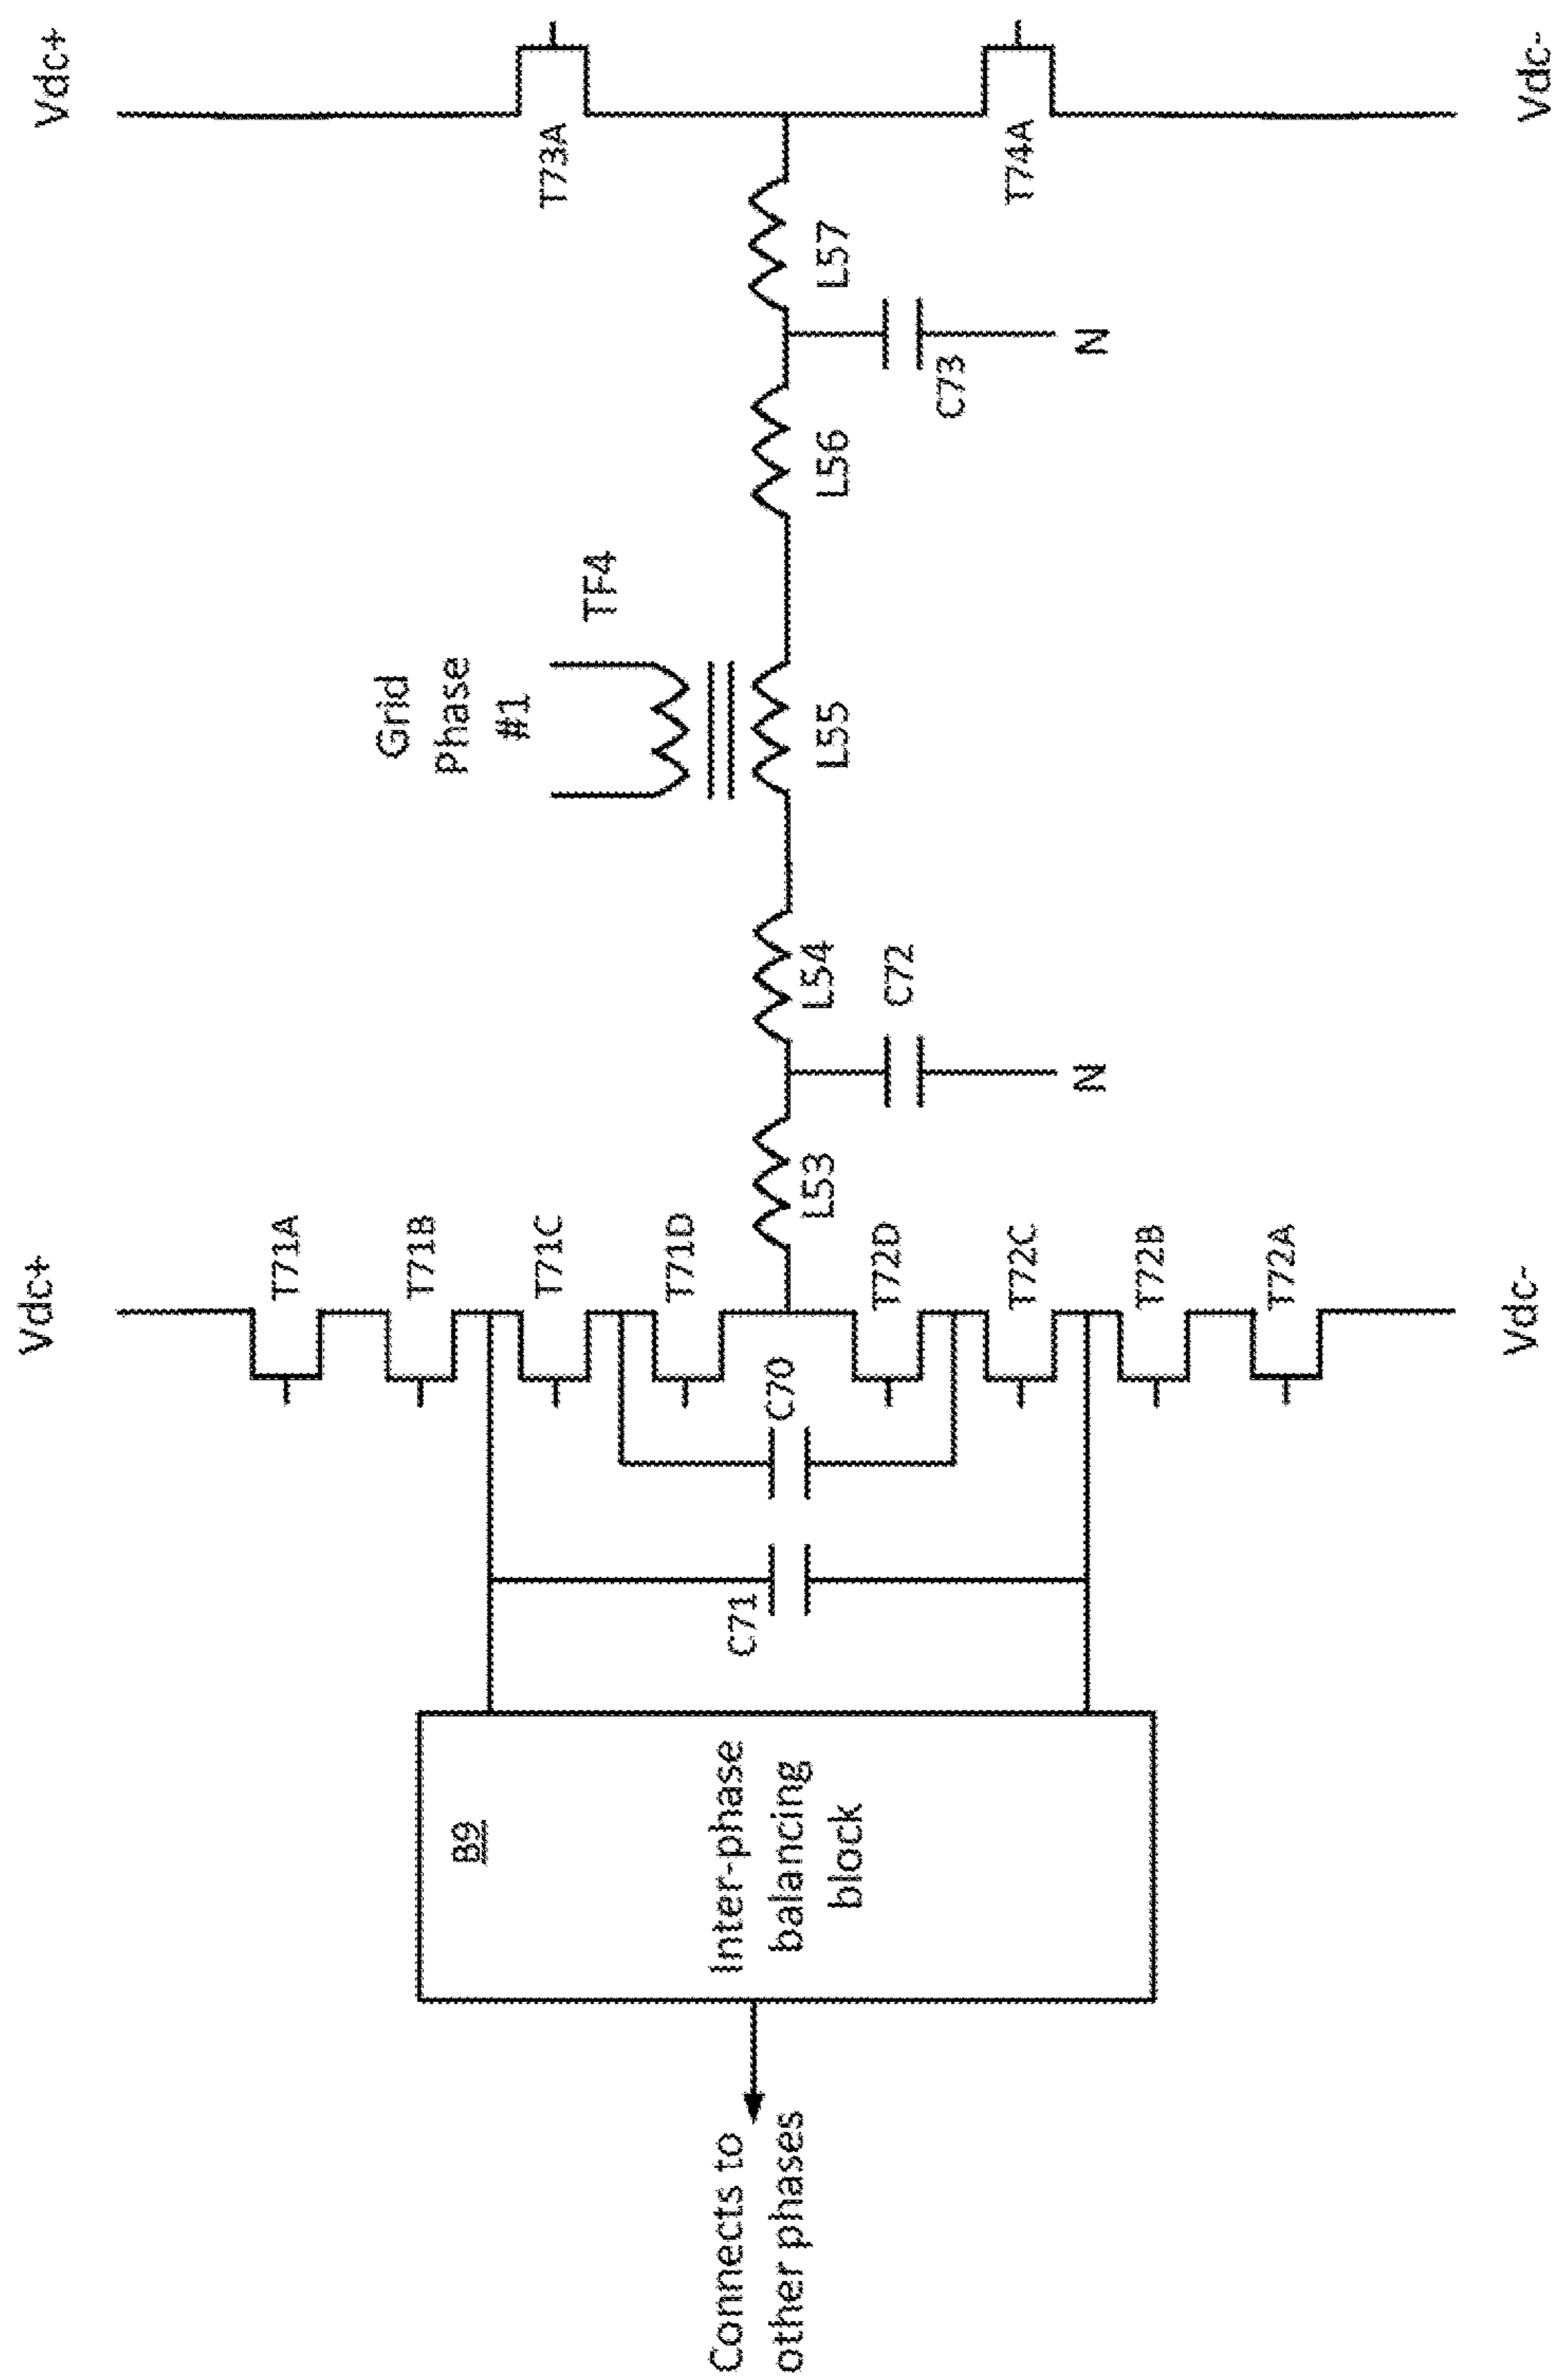 Vdc+
Vdc+
T71A
T71B
T71C
T71D
T72D
T72C
T72B
T72A
Vdc-
Vdc-
Grid
Phase
#1
TF4
T73A
T74A
L53
L54
L55
L56
L57
C70
C71
C72
C73
N
N
B9
Inter-phase
balancing
block
Connects to
other phases